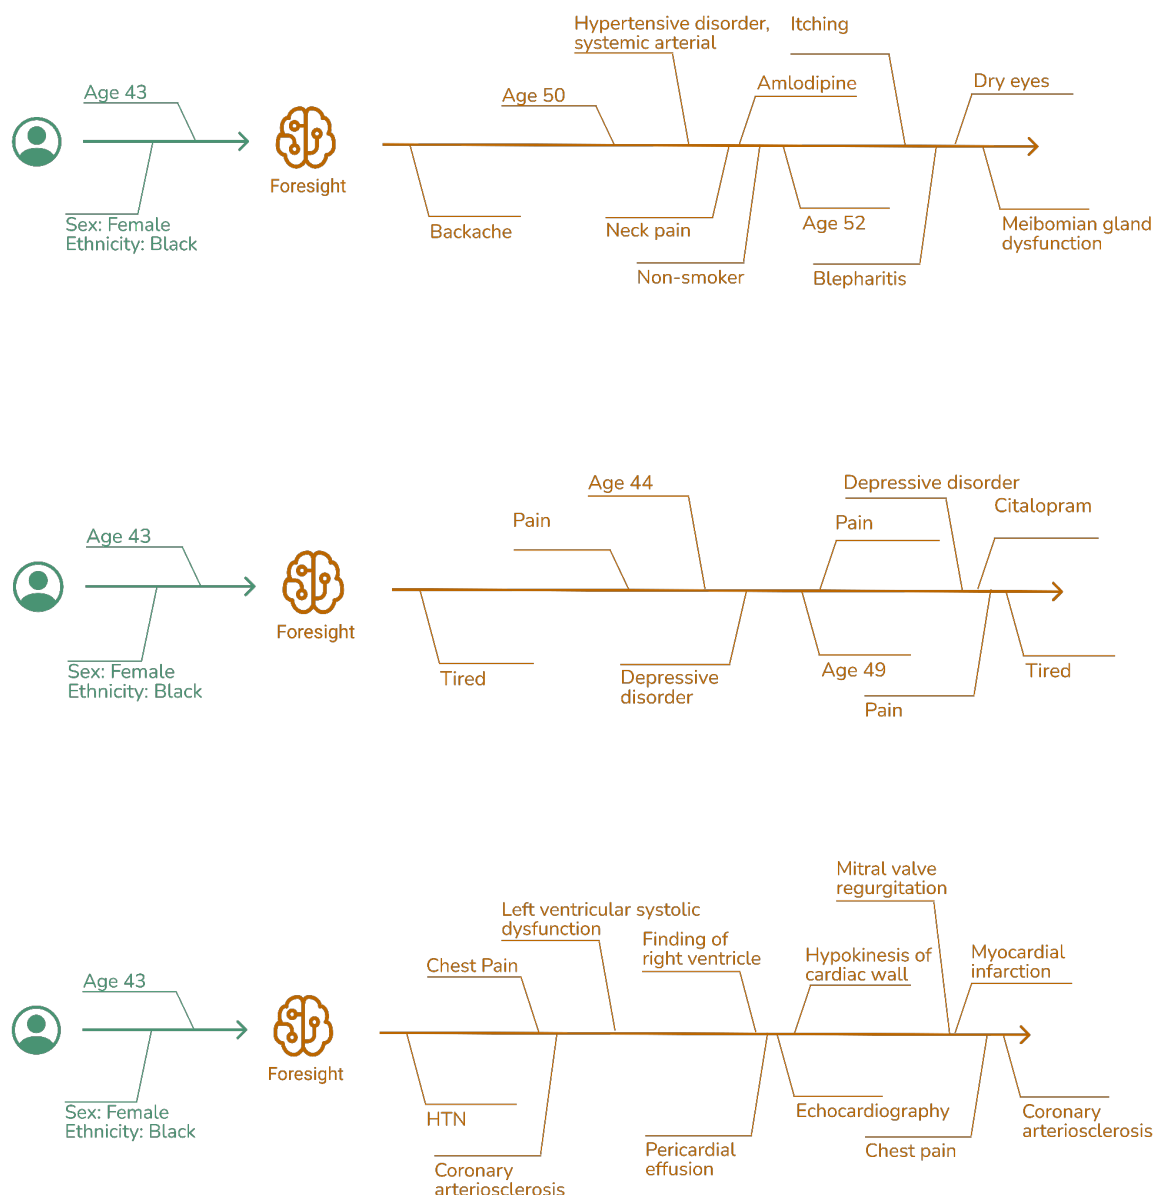 Hypertensive disorder,
systemic arterial
Itching
Age 43
Age 50
Amlodipine
Dry eyes
Foresight
Sex: Female
Ethnicity: Black
Backache
Neck pain
Non-smoker
Age 52
Blepharitis
Meibomian gland
dysfunction
Age 43
Pain
Age 44
Pain
Depressive disorder
Citalopram
Foresight
Sex: Female
Ethnicity: Black
Tired
Depressive
disorder
Age 49
Pain
Tired
Age 43
Chest Pain
Left ventricular systolic
dysfunction
Finding of
right ventricle
Hypokinesis of
cardiac wall
Mitral valve
regurgitation
Myocardial
infarction
Foresight
Sex: Female
Ethnicity: Black
HTN
Coronary
arteriosclerosis
Pericardial
effusion
Echocardiography
Chest pain
Coronary
arteriosclerosis